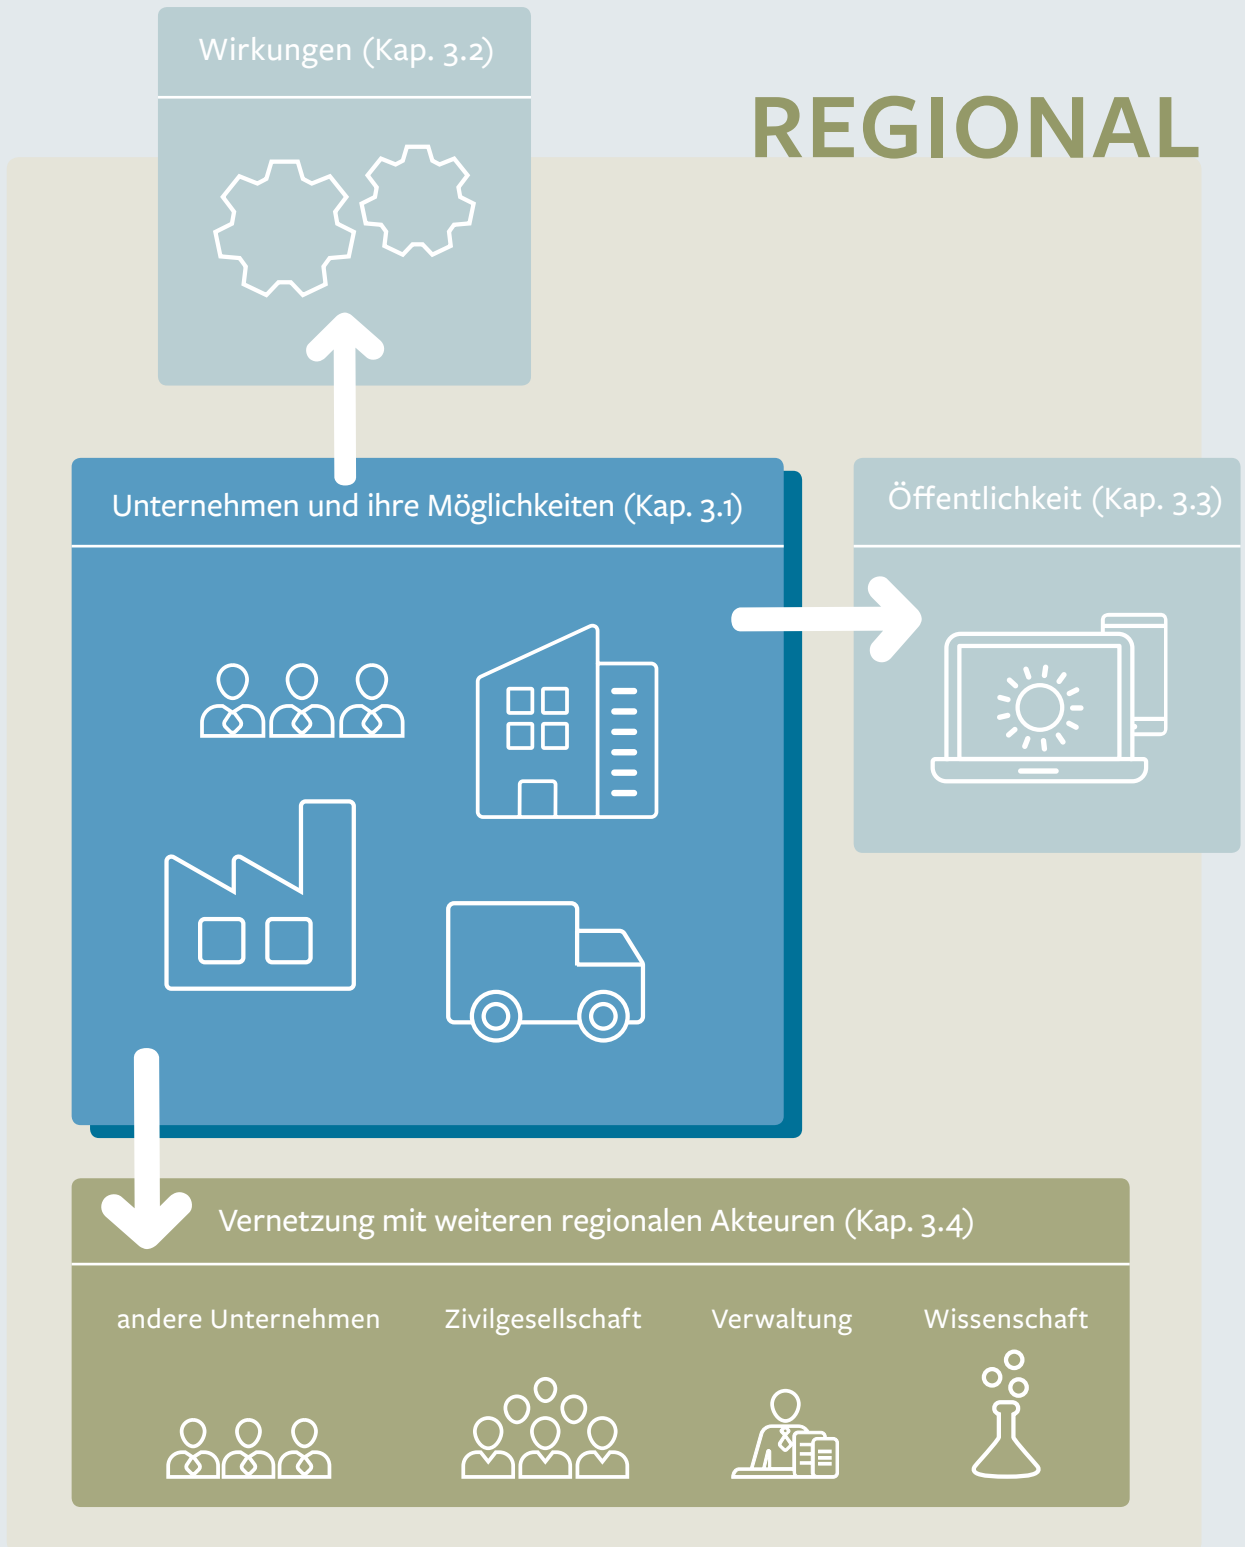 Wirkungen (Kap. 3.2)
REGIONAL
Unternehmen und ihre Möglichkeiten (Kap. 3.1)
Öffentlichkeit (Kap. 3.3)
Vernetzung mit weiteren regionalen Akteuren (Kap. 3.4)
andere Unternehmen
Zivilgesellschaft
Verwaltung
Wissenschaft